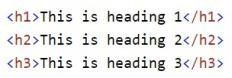 <h1>This is heading 1</h1>
<h2>This is heading 2</h2>
<h3>This is heading 3</h3>